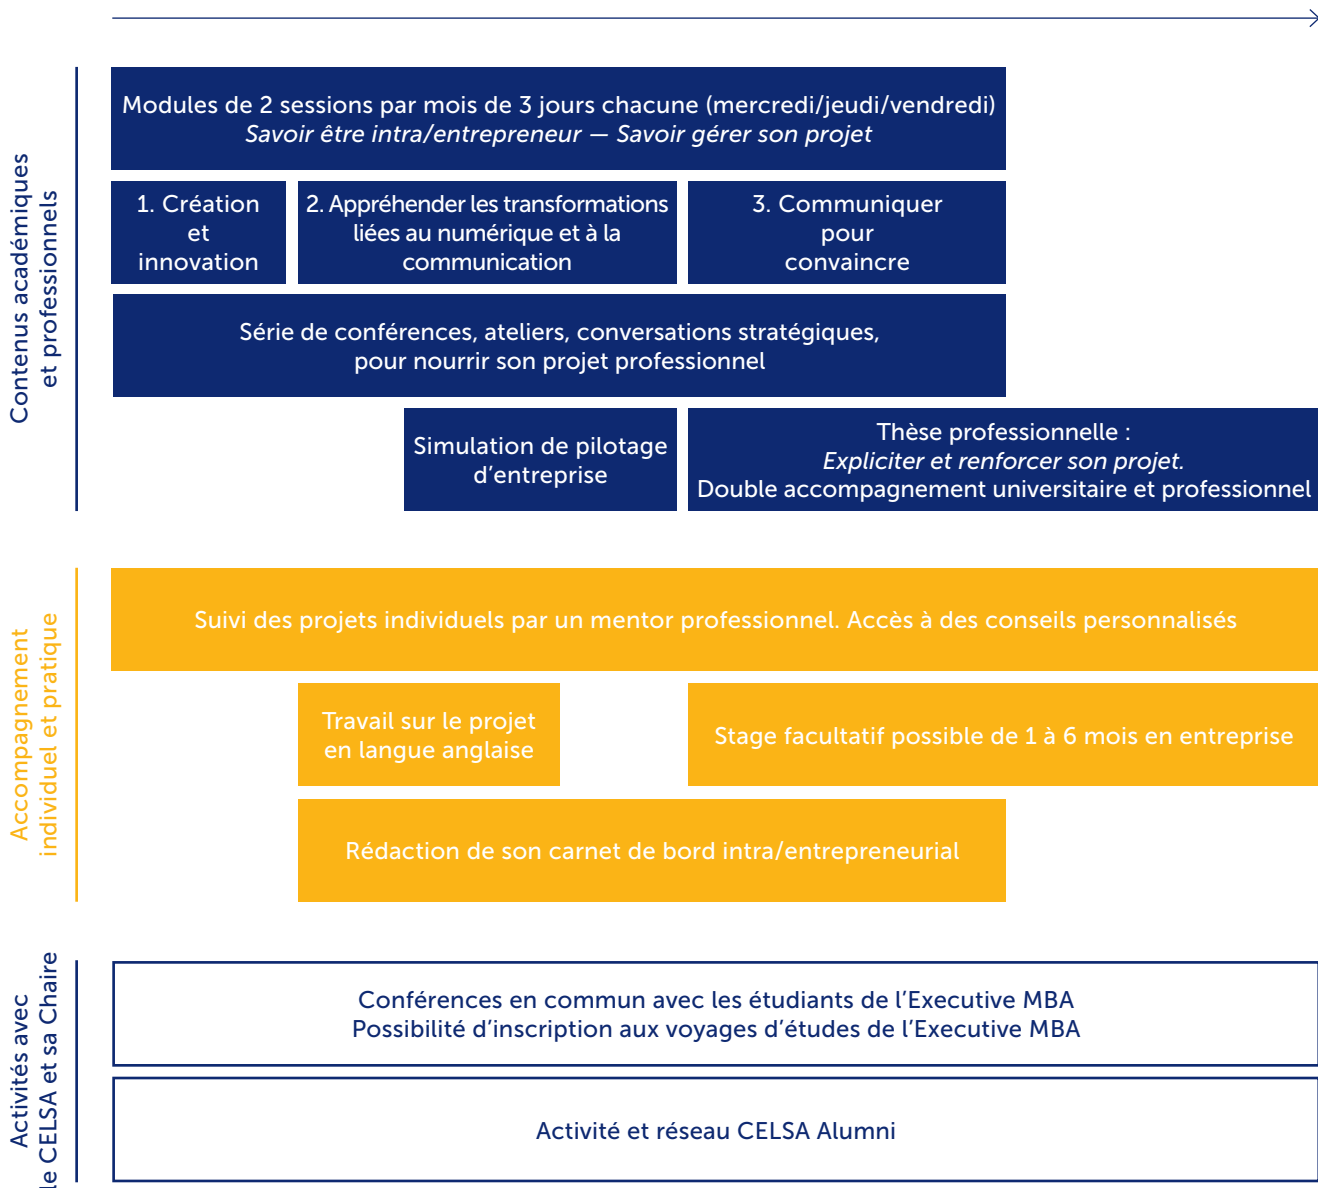 Contenus académiques
et professionnels
Modules de 2 sessions par mois de 3 jours chacune (mercredi/jeudi/vendredi)
Savoir être intra/entrepreneur — Savoir gérer son projet
1. Création
et
innovation
2. Appréhender les transformations
liées au numérique et à la
communication
3. Communiquer
pour
convaincre
Série de conférences, ateliers, conversations stratégiques,
pour nourrir son projet professionnel
Simulation de pilotage
d’entreprise
Thèse professionnelle :
Expliciter et renforcer son projet.
Double accompagnement universitaire et professionnel
Accompagnement
individuel et pratique
Suivi des projets individuels par un mentor professionnel. Accès à des conseils personnalisés
Travail sur le projet
en langue anglaise
Stage facultatif possible de 1 à 6 mois en entreprise
Rédaction de son carnet de bord intra/entrepreneurial
Activités avec
le CELSA et sa Chaire
Conférences en commun avec les étudiants de l’Executive MBA
Possibilité d’inscription aux voyages d’études de l’Executive MBA
Activité et réseau CELSA Alumni